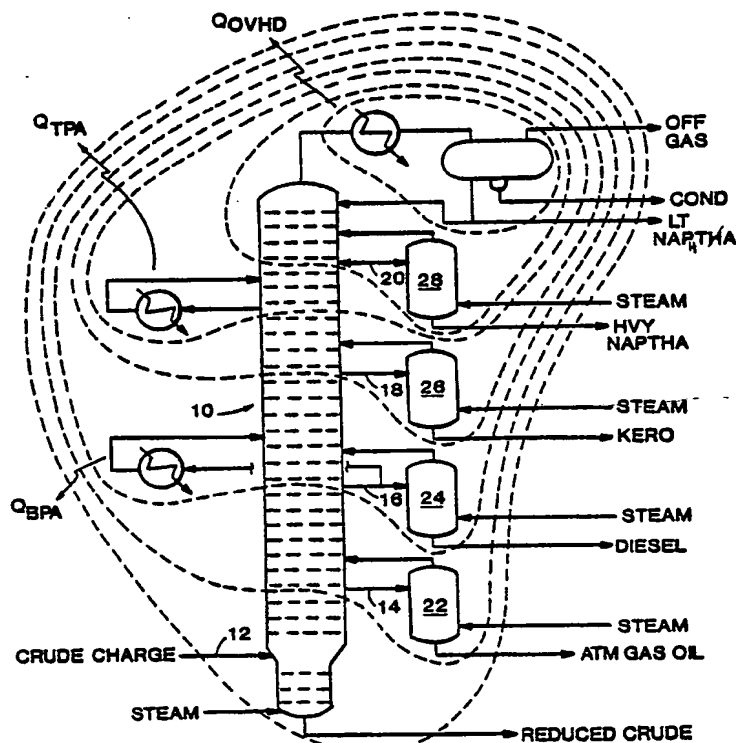 QOVHD
QTPA
OFF
GAS
COND
LT
NAPTHA
H
20
28
STEAM
HVY
NAPTHA
10
18
26
STEAM
KERO
QBPA
16
24
STEAM
DIESEL
14
22
STEAM
12
CRUDE CHARGE
ATM GAS OIL
STEAM
REDUCED CRUDE